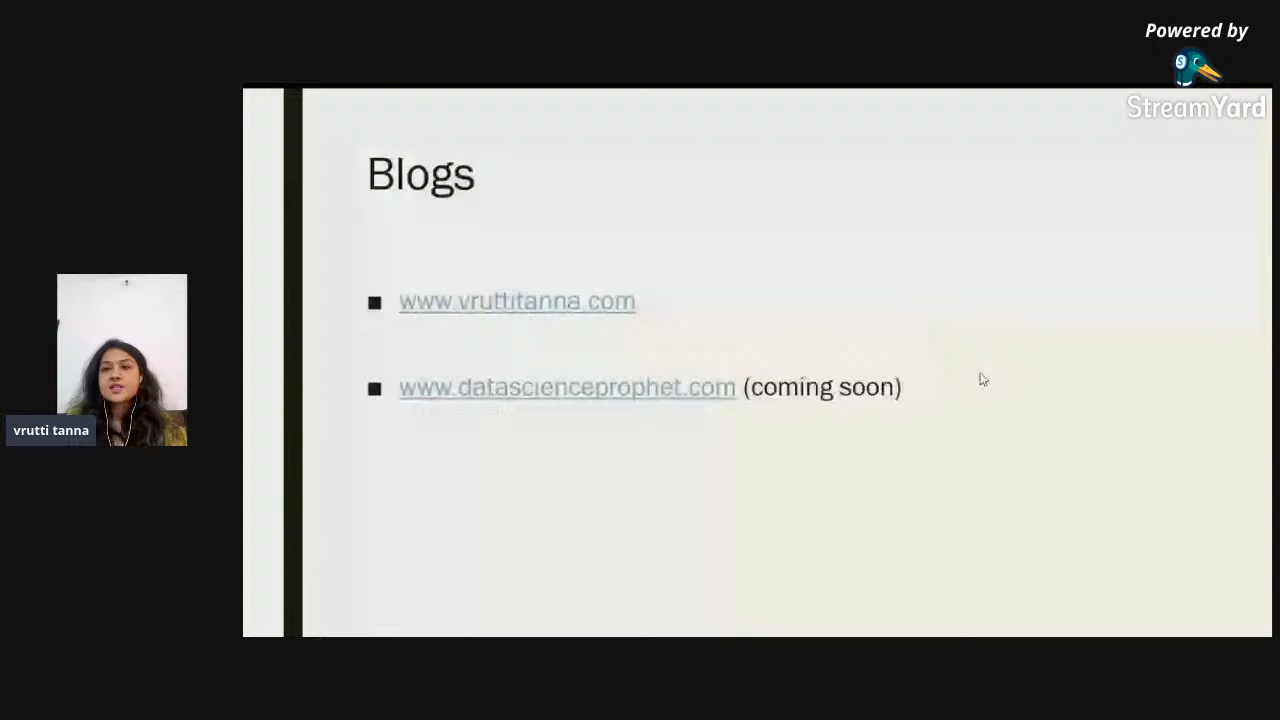 Powered by
StreamYard
Blogs
www.vruttitanna.com
www.datascienceprophet.com (coming soon)
vrutti tanna